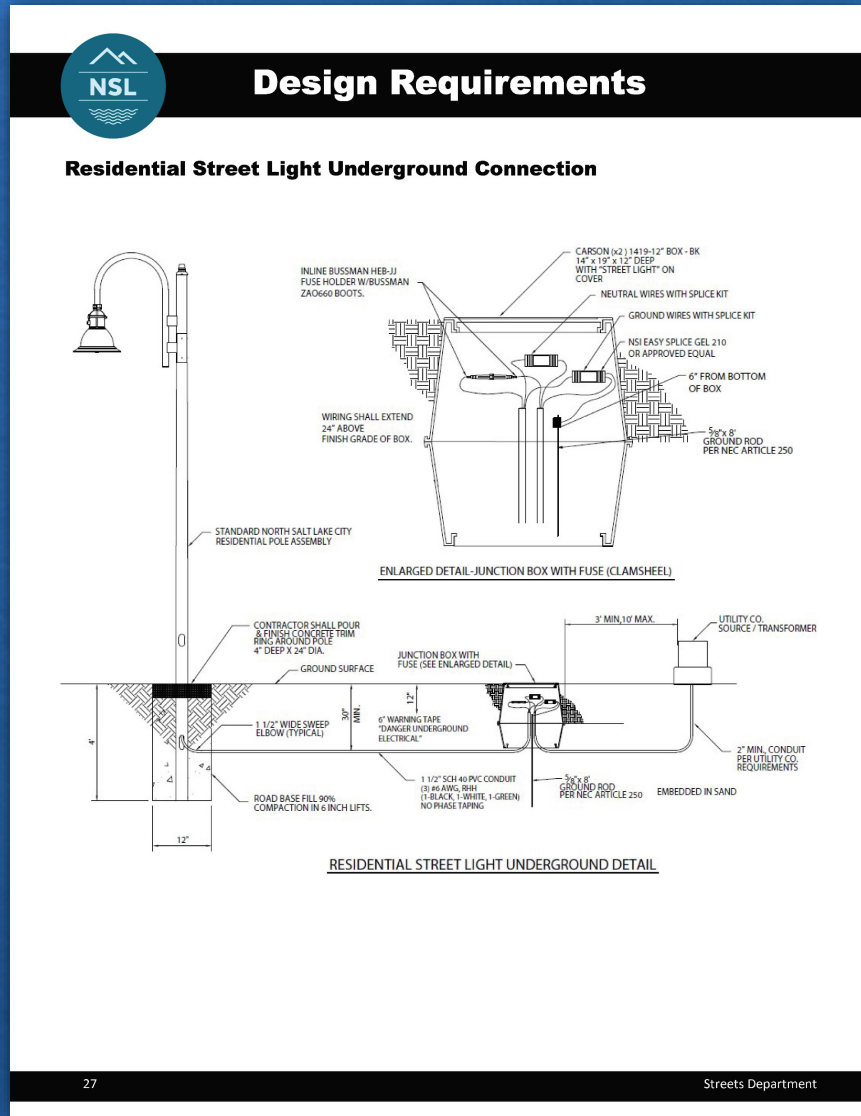 NSL
Design Requirements
Residential Street Light Underground Connection
CARSON (x2 ) 1419-12" BOX - BK
14" x 19" x 12" DEEP
WITH "STREET LIGHT" ON
COVER
INLINE BUSSMAN HEB-JJ
FUSE HOLDER W/BUSSMAN
ZAO660 BOOTS.
NEUTRAL WIRES WITH SPLICE KIT
GROUND WIRES WITH SPLICE KIT
NSI EASY SPLICE GEL 210
OR APPROVED EQUAL
6" FROM BOTTOM
OF BOX
WIRING SHALL EXTEND
24" ABOVE
FINISH GRADE OF BOX.
5/8"x 8'
GROUND ROD
PER NEC ARTICLE 250
STANDARD NORTH SALT LAKE CITY
RESIDENTIAL POLE ASSEMBLY
ENLARGED DETAIL-JUNCTION BOX WITH FUSE (CLAMSHEEL)
CONTRACTOR SHALL POUR
& FINISH CONCRETE TRIM
RING AROUND POLE
4" DEEP X 24" DIA.
3' MIN,10' MAX.
UTILITY CO.
SOURCE / TRANSFORMER
JUNCTION BOX WITH
FUSE (SEE ENLARGED DETAIL)
GROUND SURFACE
4'
30"
MIN.
12"
6" WARNING TAPE
"DANGER UNDERGROUND
ELECTRICAL"
1 1/2" WIDE SWEEP
ELBOW (TYPICAL)
2" MIN., CONDUIT
PER UTILITY CO.
REQUIREMENTS
1 1/2" SCH 40 PVC CONDUIT
(3) #6 AWG, RHH
(1-BLACK, 1-WHITE, 1-GREEN)
NO PHASE TAPING
5/8"x 8'
GROUND ROD
PER NEC ARTICLE 250
EMBEDDED IN SAND
ROAD BASE FILL 90%
COMPACTION IN 6 INCH LIFTS.
12"
RESIDENTIAL STREET LIGHT UNDERGROUND DETAIL
27
Streets Department